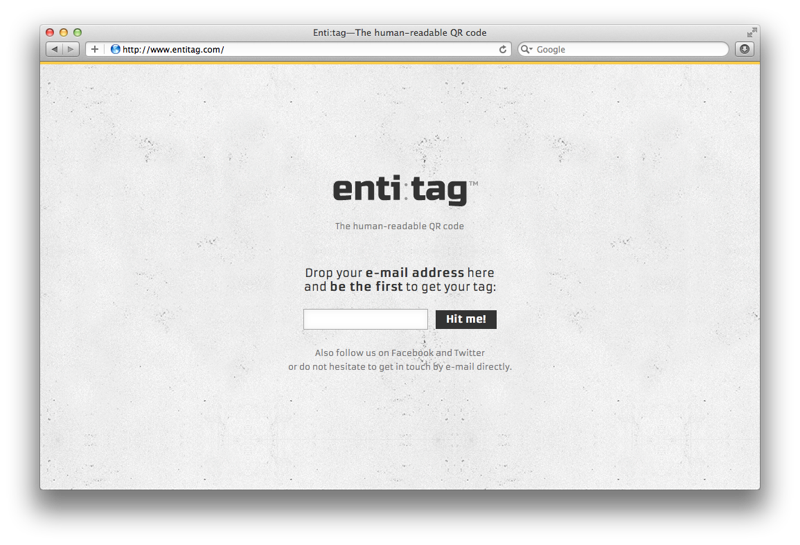 Enti:tag—The human-readable QR code
http://www.entitag.com/
Google
enti:tag™
The human-readable QR code
Drop your e-mail address here
and be the first to get your tag:
Hit me!
Also follow us on Facebook and Twitter
or do not hesitate to get in touch by e-mail directly.